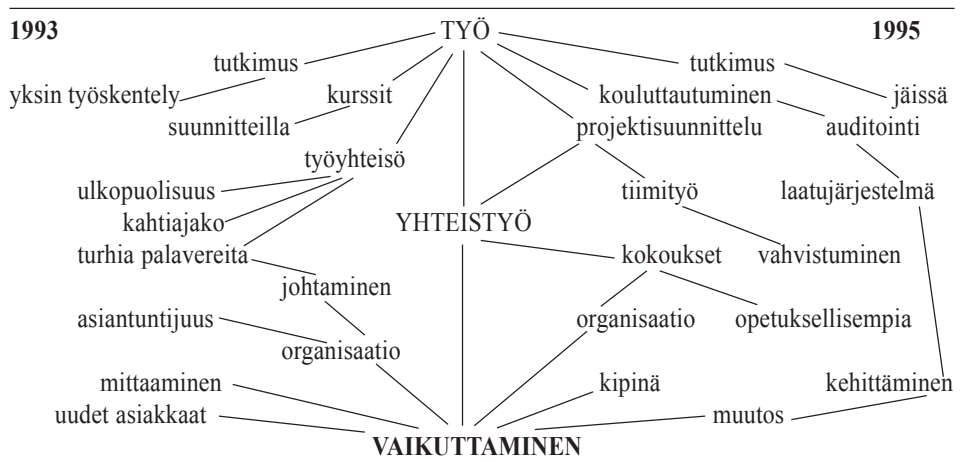 1993 TYÖ 1995
tutkimus tutkimus
yksin työskentely kurssit kouluttautuminen jäissä
suunnitteilla projektisuunnittelu auditointi
työyhteisö
ulkopuolisuus tiimityö laatujärjestelmä
kahtiajako YHTEISTYÖ
turhia palavereita kokoukset vahvistuminen
johtaminen
asiantuntijuus organisaatio opetuksellisempia
organisaatio
mittaaminen kipinä kehittäminen
uudet asiakkaat muutos
VAIKUTTAMINEN